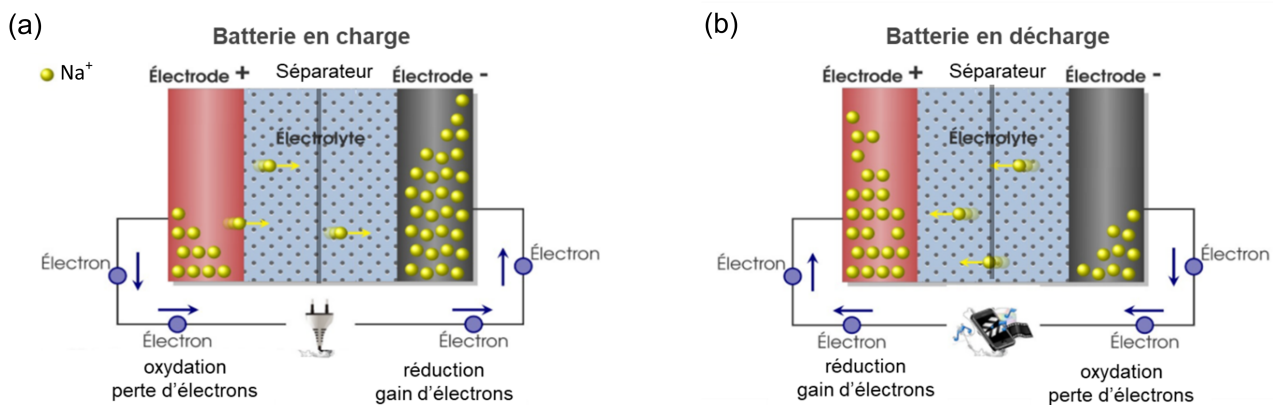 (a)
Batterie en charge
Na+
Électrode +
Séparateur
Électrode -
Électrolyte
Électron
Électron
Électron
Électron
oxydation
perte d'électrons
réduction
gain d'électrons
(b)
Batterie en décharge
Électrode +
Séparateur
Électrode -
Électrolyte
Électron
Électron
Électron
Électron
réduction
gain d'électrons
oxydation
perte d'électrons